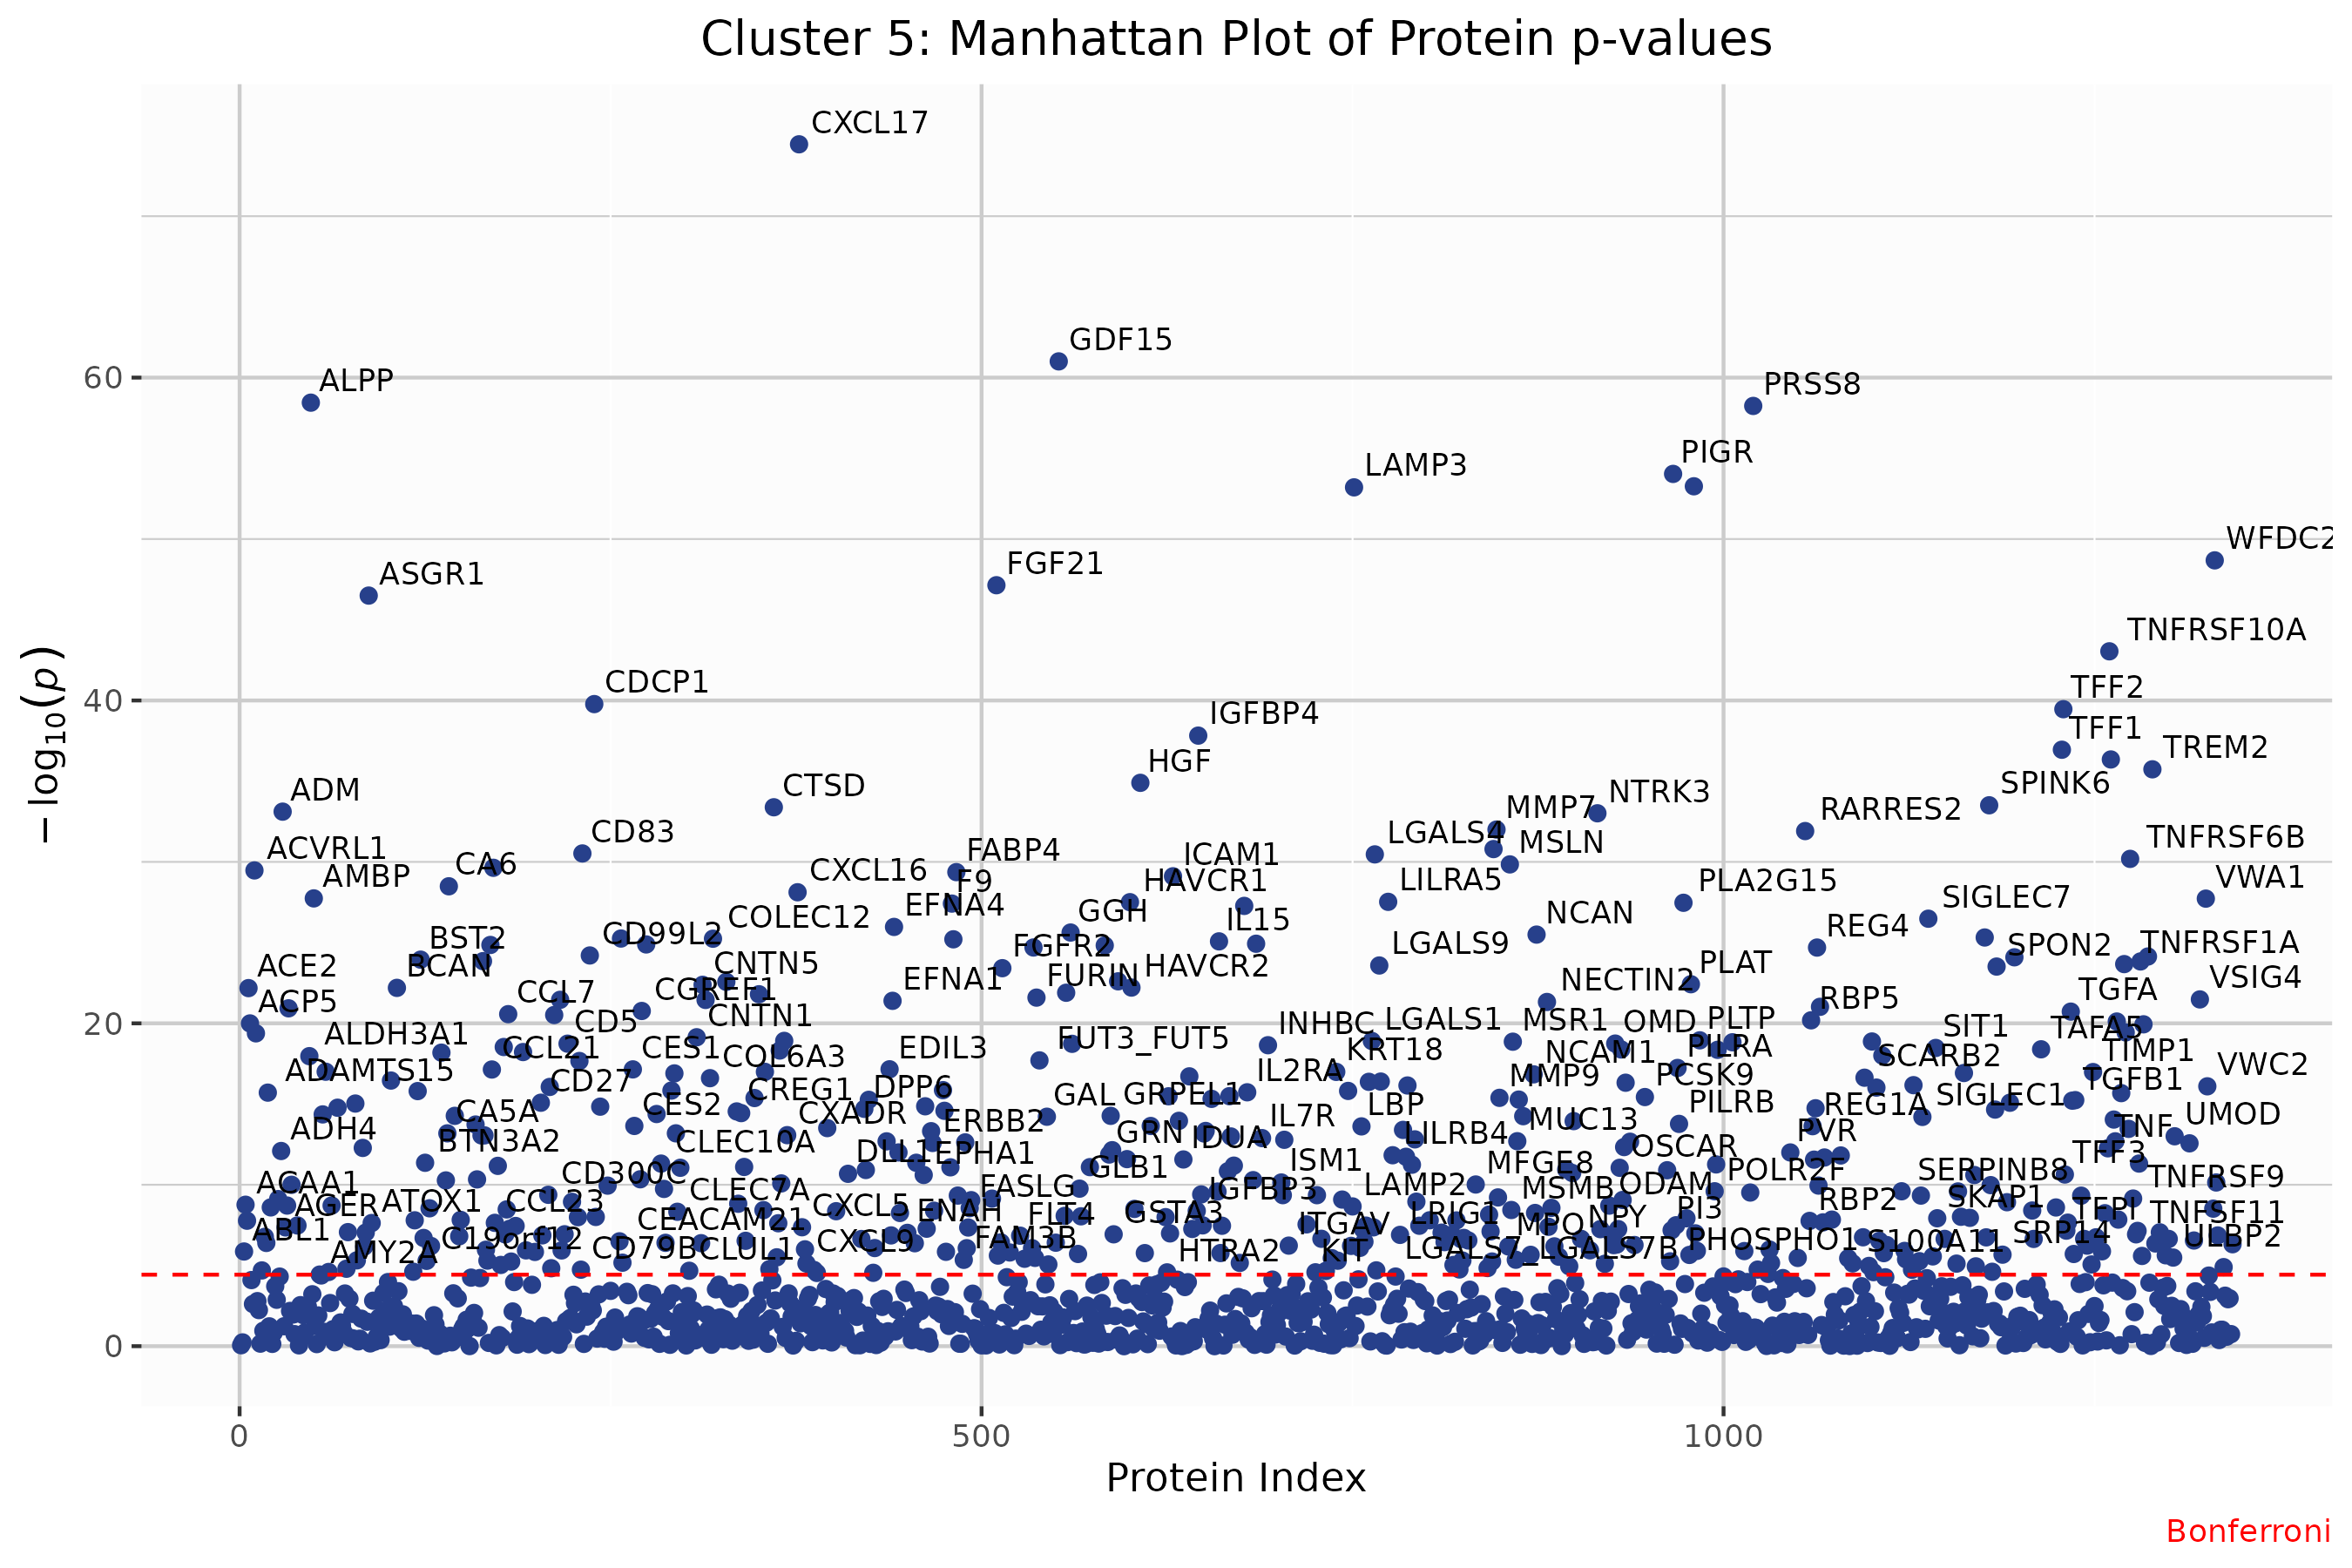 Cluster 5: Manhattan Plot of Protein p-values
CXCL17
GDF15
ALPP
PRSS8
PIGR
LAMP3
WFDC2
FGF21
ASGR1
TNFRSF10A
CDCP1
TFF2
IGFBP4
TFF1
TREM2
HGF
SPINK6
CTSD
ADM
NTRK3
MMP7
RARRES2
CD83
LGALS4
MSLN
TNFRSF6B
ACVRL1
FABP4
ICAM1
CA6
CXCL16
AMBP
F9
HAVCR1
LILRA5
PLA2G15
VWA1
SIGLEC7
EFNA4
GGH
NCAN
COLEC12
IL15
REG4
BST2
CD99L2
FGFR2
LGALS9
SPON2
TNFRSF1A
ACE2
BCAN
CNTN5
HAVCR2
PLAT
FURIN
EFNA1
NECTIN2
VSIG4
CCL7
CGREF1
TGFA
RBP5
ACP5
CD5
CNTN1
INHBC
LGALS1
MSR1
OMD
PLTP
SIT1
TAFA5
ALDH3A1
FUT3_FUT5
CCL21
CES1
EDIL3
KRT18
NCAM1
PILRA
TIMP1
COL6A3
SCARB2
VWC2
ADAMTS15
IL2RA
MMP9
PCSK9
TGFB1
CD27
CREG1
DPP6
GAL
GRPEL1
SIGLEC1
CES2
LBP
PILRB
REG1A
CA5A
CXADR
ERBB2
IL7R
MUC13
UMOD
TNF
ADH4
GRN
LILRB4
PVR
BTN3A2
CLEC10A
IDUA
OSCAR
DLL1
EPHA1
ISM1
MFGE8
TFF3
CD300C
GLB1
POLR2F
SERPINB8
TNFRSF9
ACAA1
CLEC7A
FASLG
IGFBP3
LAMP2
MSMB
ODAM
AGER
ATOX1
CCL23
CXCL5
ENAH
FLT4
GSTA3
LRIG1
NPY
PI3
RBP2
SKAP1
TFPI
TNFSF11
ABL1
CEACAM21
ITGAV
MPO
SRP14
ULBP2
C19orf12
FAM3B
PHOSPHO1
S100A11
AMY2A
CD79B
CLUL1
CXCL9
HTRA2
KIT
LGALS7_LGALS7B
60
40
20
0
− log10(p)
0
500
1000
Protein Index
Bonferroni